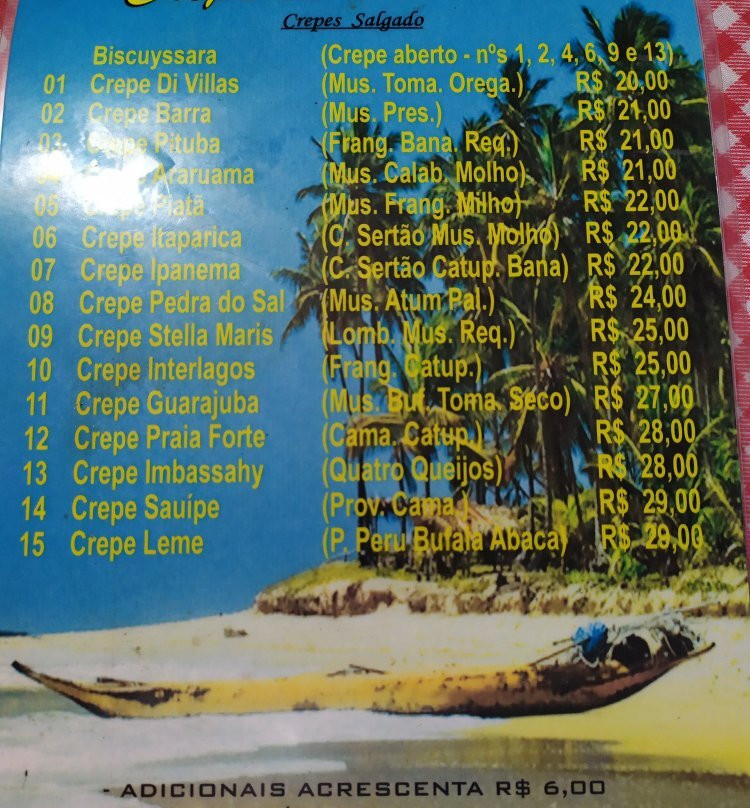 Crepes Salgado
Biscuyssara (Crepe aberto - nºs 1, 2, 4, 6, 9 e 13)
01 Crepe Di Villas (Mus. Toma. Orega.) R$ 20,00
02 Crepe Barra (Mus. Pres.) R$ 21,00
03 Crepe Pituba (Frang. Bana. Req.) R$ 21,00
Araruama (Mus. Calab. Molho) R$ 21,00
05 Crepe Piatã (Mus. Frang. Milho) R$ 22,00
06 Crepe Itaparica (C. Sertão Mus. Molho) R$ 22,00
07 Crepe Ipanema (C. Sertão Catup. Bana) R$ 22,00
08 Crepe Pedra do Sal (Mus. Atum Pal.) R$ 24,00
09 Crepe Stella Maris (Lomb. Mus. Req.) R$ 25,00
10 Crepe Interlagos (Frang. Catup.) R$ 25,00
11 Crepe Guarajuba (Mus. Buf. Toma. Seco) R$ 27,00
12 Crepe Praia Forte (Cama. Catup.) R$ 28,00
13 Crepe Imbassahy (Quatro Queijos) R$ 28,00
14 Crepe Sauípe (Prov. Cama.) R$ 29,00
15 Crepe Leme (P. Peru Bufala Abaca) R$ 29,00
- ADICIONAIS ACRESCENTA R$ 6,00